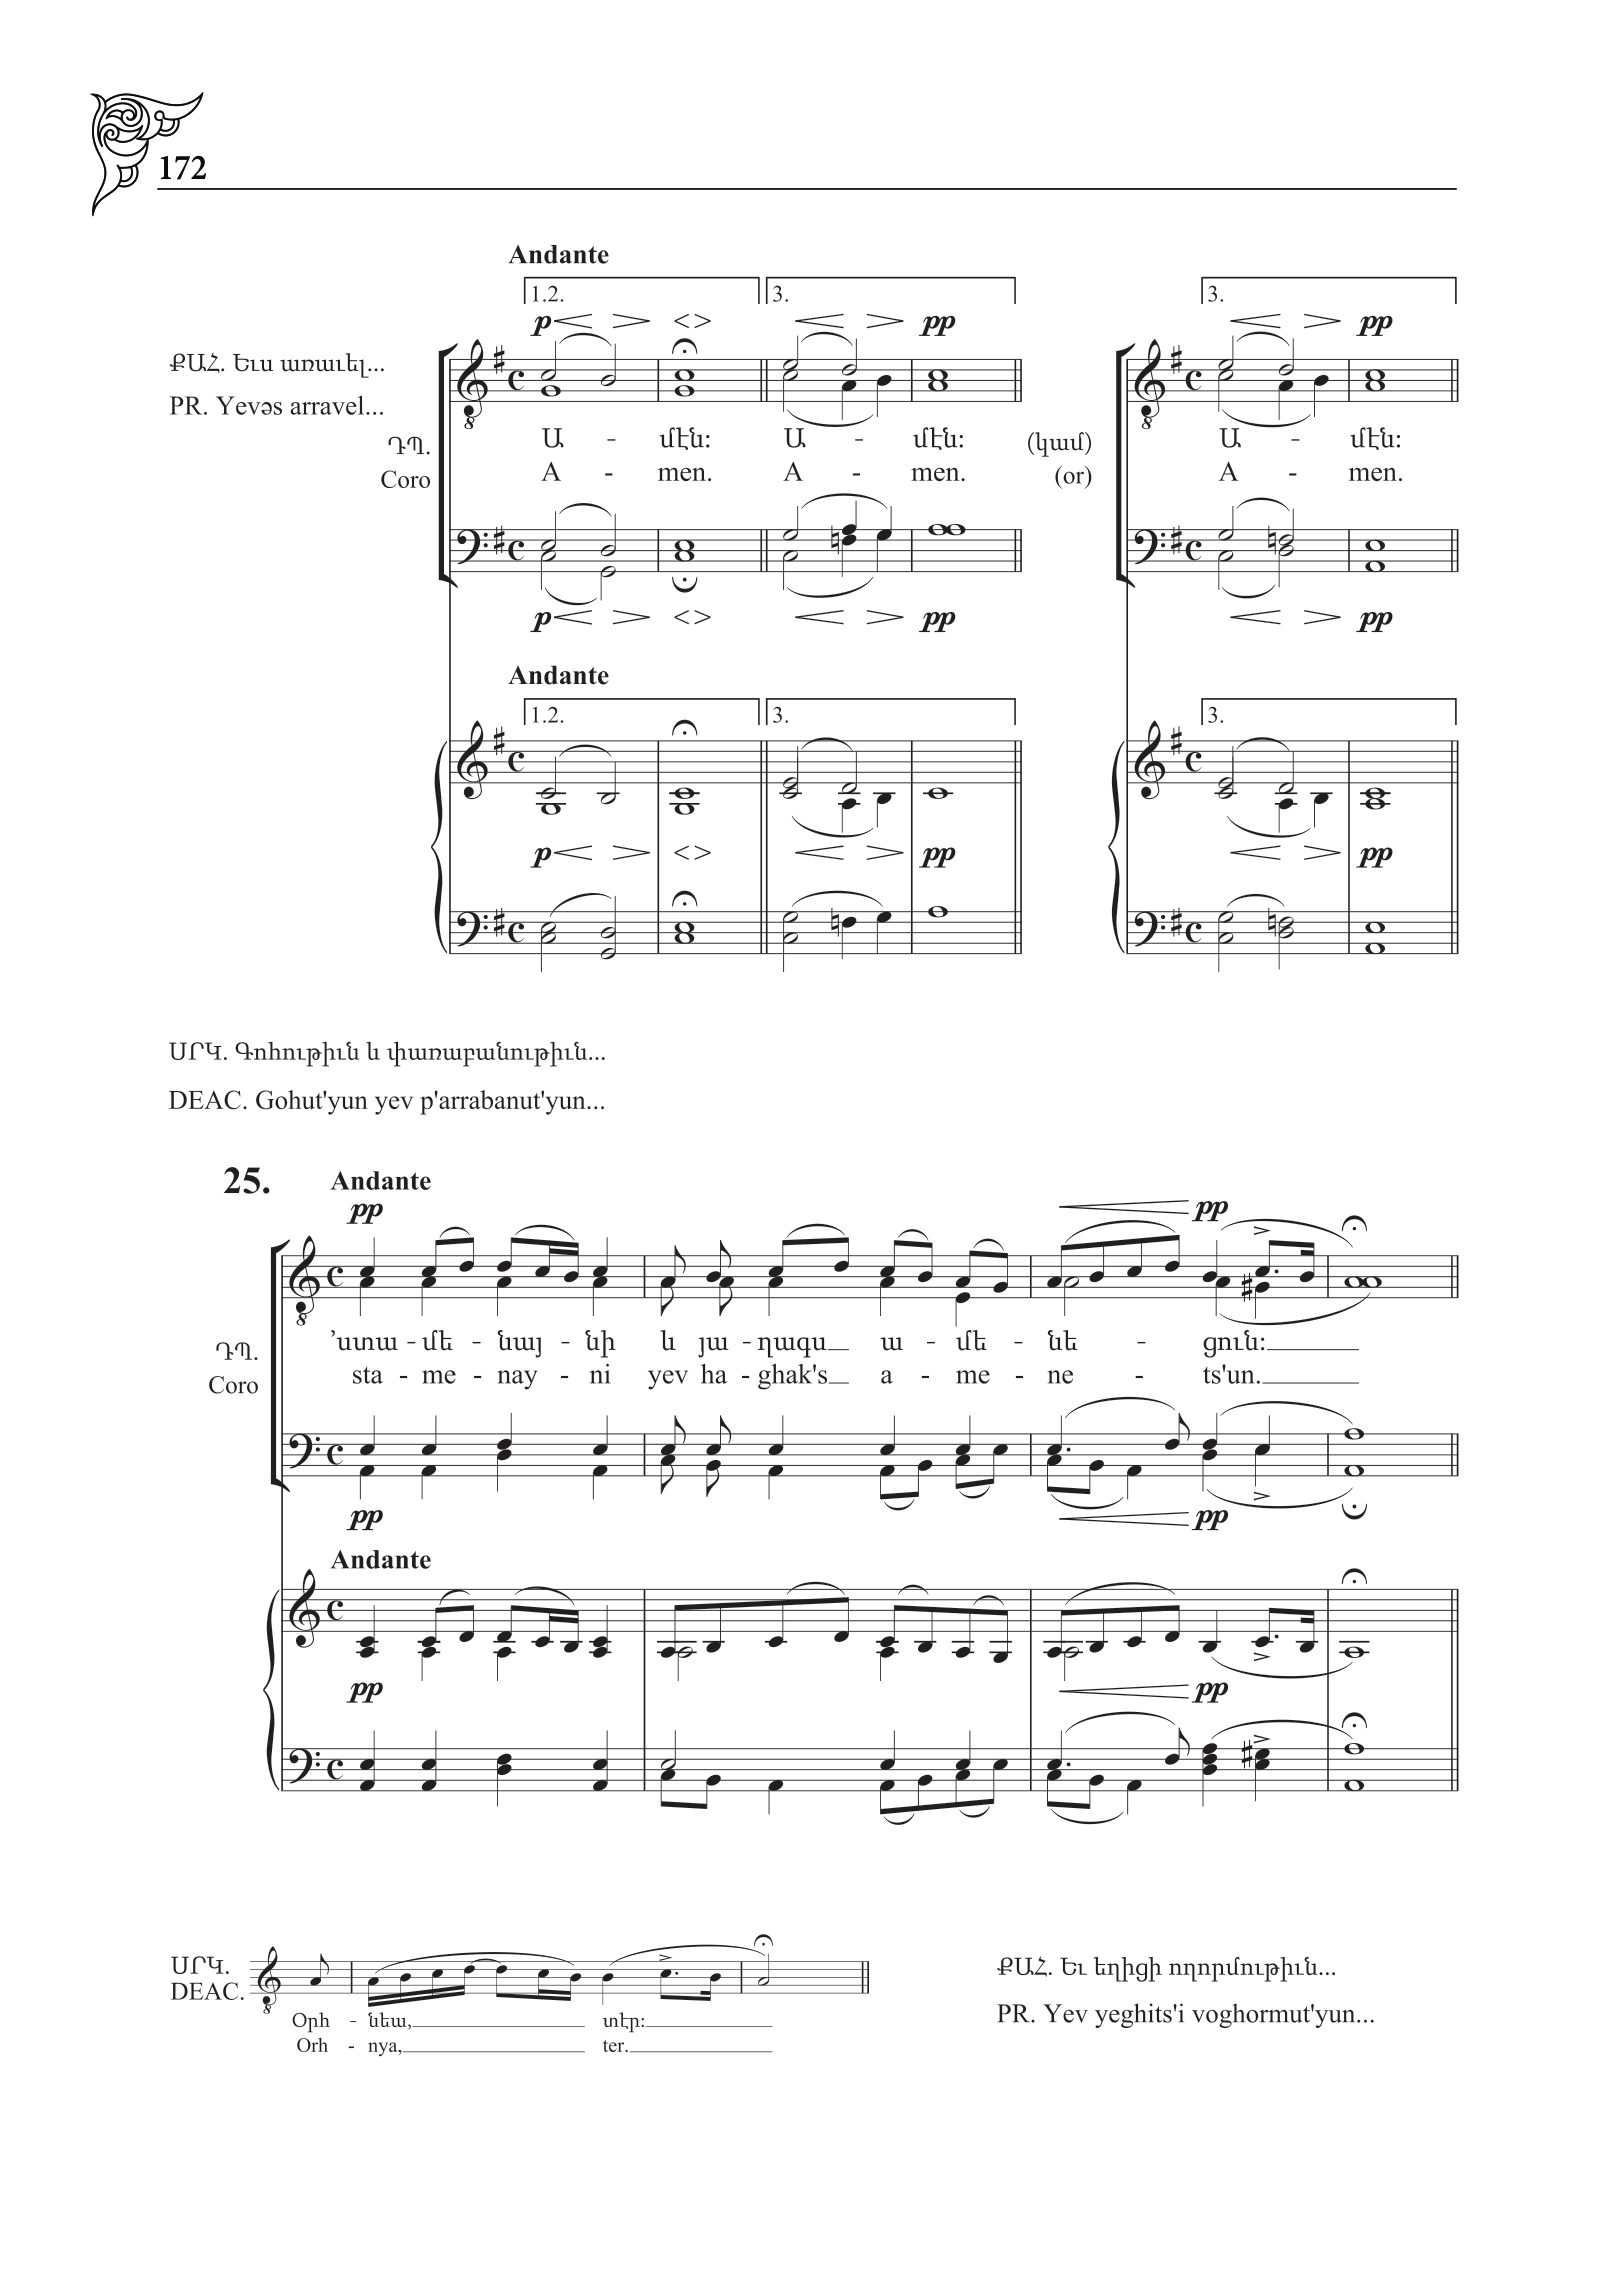 172
Andante
1.2.
3.
3.
p
pp
pp
ՔԱՀ. Եւս առաւել...
PR. Yevəs arravel...
ԴՊ.
Coro
Ա - մէն: Ա - մէն: (կամ) Ա - մէն:
A - men. A - men. (or) A - men.
p
pp
pp
Andante
1.2.
3.
3.
p
pp
pp
ՍՐԿ. Գոհութիւն և փառաբանութիւն...
DEAC. Gohut'yun yev p'arrabanut'yun...
25.
Andante
pp
pp
ԴՊ.
Coro
՚ստա - մե - նայ - նի և յա - ղագս ա - մե - նե - ցուն:
sta - me - nay - ni yev ha - ghak's a - me - ne - ts'un.
pp
pp
Andante
pp
pp
ՍՐԿ.
DEAC.
Օրհ - նեա, տէր:
Orh - nya, ter.
ՔԱՀ. Եւ եղիցի ողորմութիւն...
PR. Yev yeghits'i voghormut'yun...